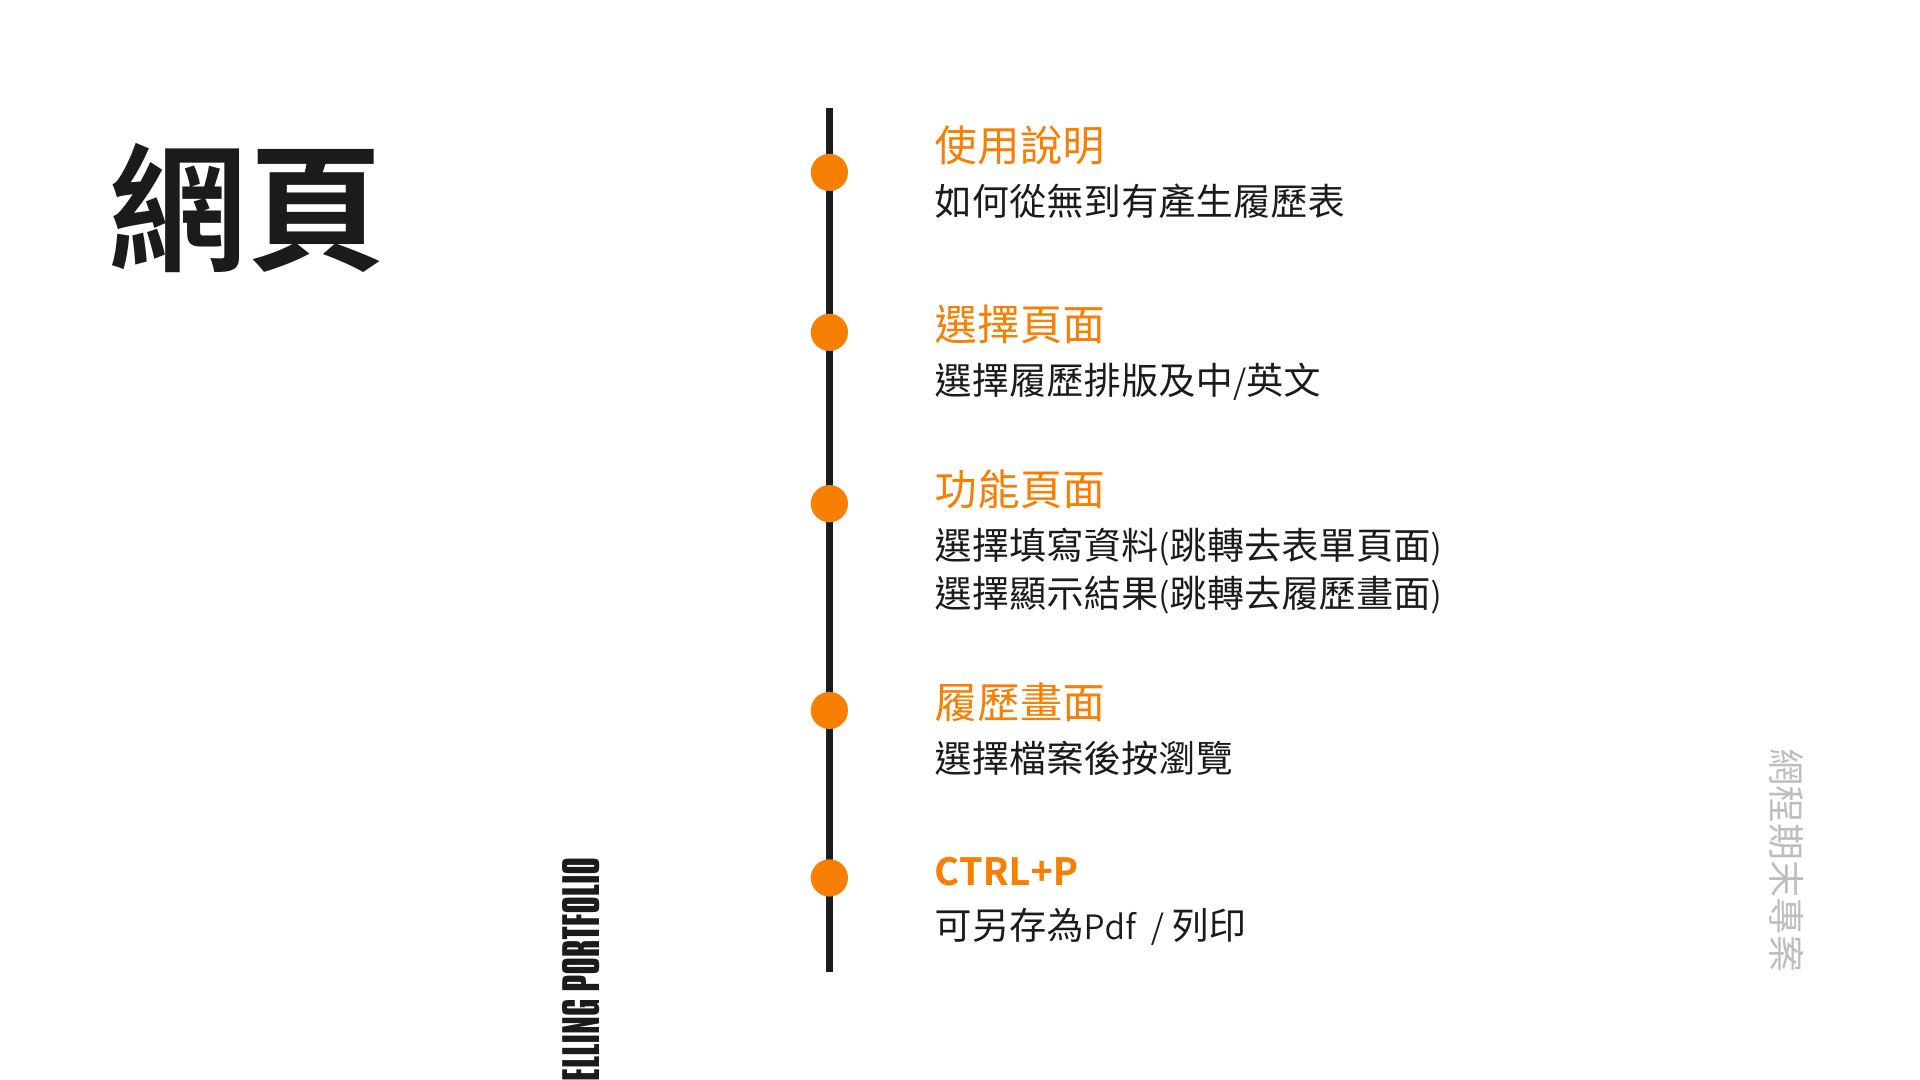 網頁
使用說明
如何從無到有產生履歷表
選擇頁面
選擇履歷排版及中/英文
功能頁面
選擇填寫資料(跳轉去表單頁面)
選擇顯示結果(跳轉去履歷畫面)
履歷畫面
選擇檔案後按瀏覽
CTRL+P
可另存為Pdf / 列印
ELLING PORTFOLIO
網程期末專案